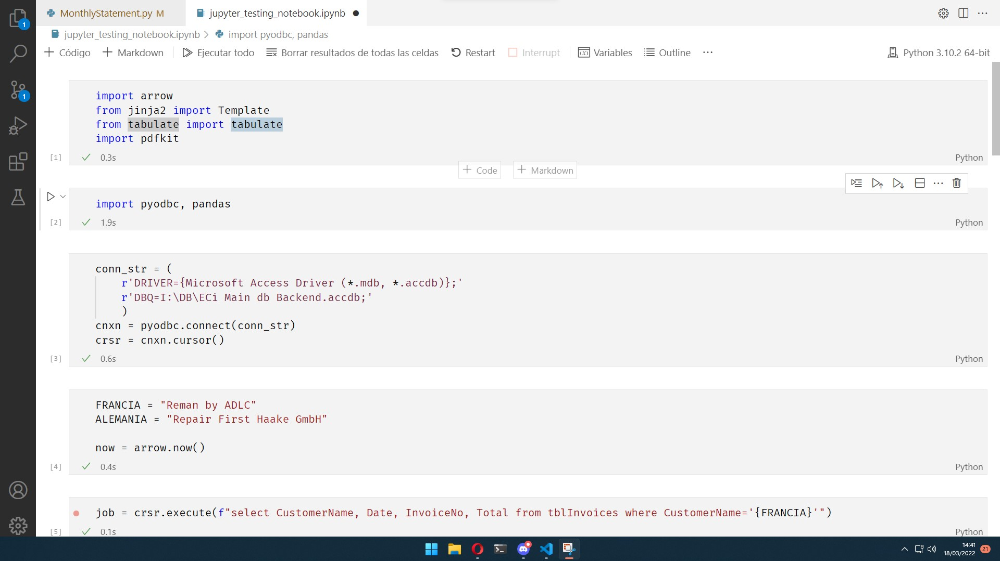 MonthlyStatement.py M
jupyter_testing_notebook.ipynb
jupyter_testing_notebook.ipynb > import pyodbc, pandas
Código Markdown Ejecutar todo Borrar resultados de todas las celdas Restart Interrupt Variables Outline ... Python 3.10.2 64-bit
1
1
import arrow
from jinja2 import Template
from tabulate import tabulate
import pdfkit
[1] 0.3s Python
+ Code + Markdown
import pyodbc, pandas
[2] 1.9s Python
conn_str = (
r'DRIVER={Microsoft Access Driver (*.mdb, *.accdb)};'
r'DBQ=I:\DB\ECi Main db Backend.accdb;'
)
cnxn = pyodbc.connect(conn_str)
crsr = cnxn.cursor()
[3] 0.6s Python
FRANCIA = "Reman by ADLC"
ALEMANIA = "Repair First Haake GmbH"
now = arrow.now()
[4] 0.4s Python
job = crsr.execute(f"select CustomerName, Date, InvoiceNo, Total from tblInvoices where CustomerName='{FRANCIA}'")
[5] 0.1s Python
14:41
18/03/2022
21